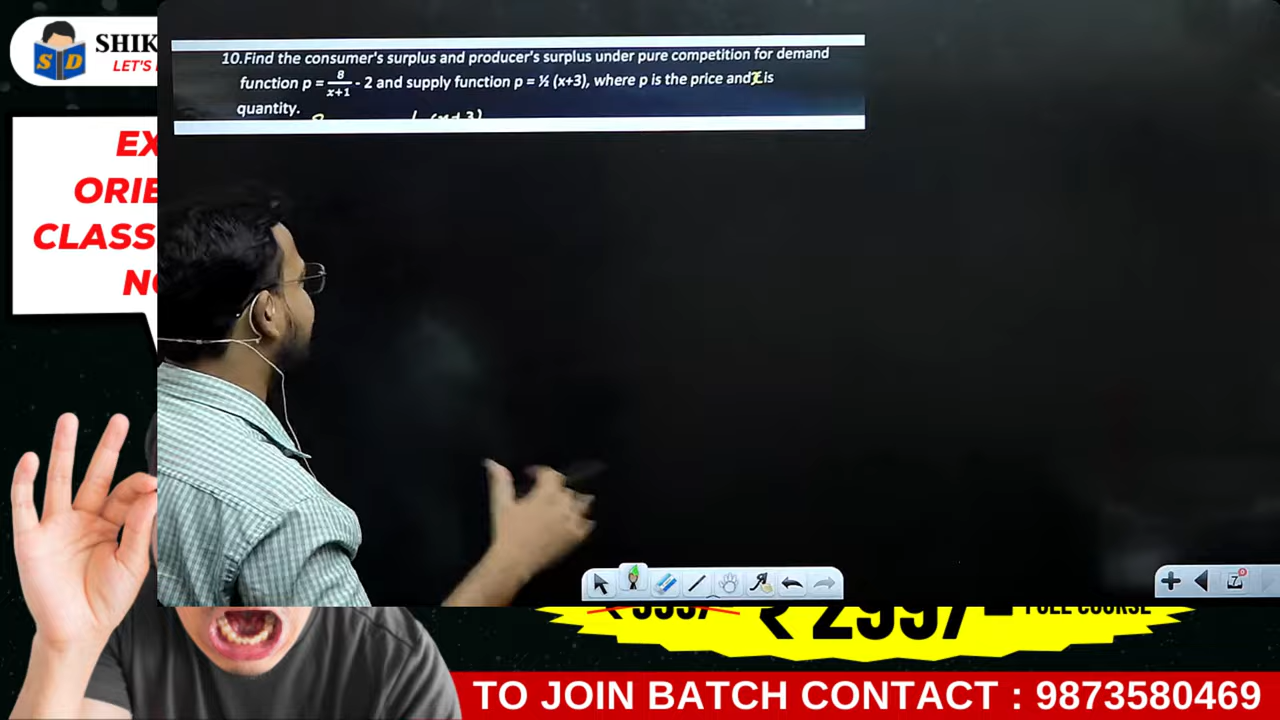 SHIK
S D
LET'S
EX
ORIE
CLASS
NO
10.Find the consumer's surplus and producer's surplus under pure competition for demand
function p = 8/x+1 - 2 and supply function p = ½ (x+3), where p is the price and x is
quantity.
7
FULL COURSE
₹ 2997/-
TO JOIN BATCH CONTACT : 9873580469